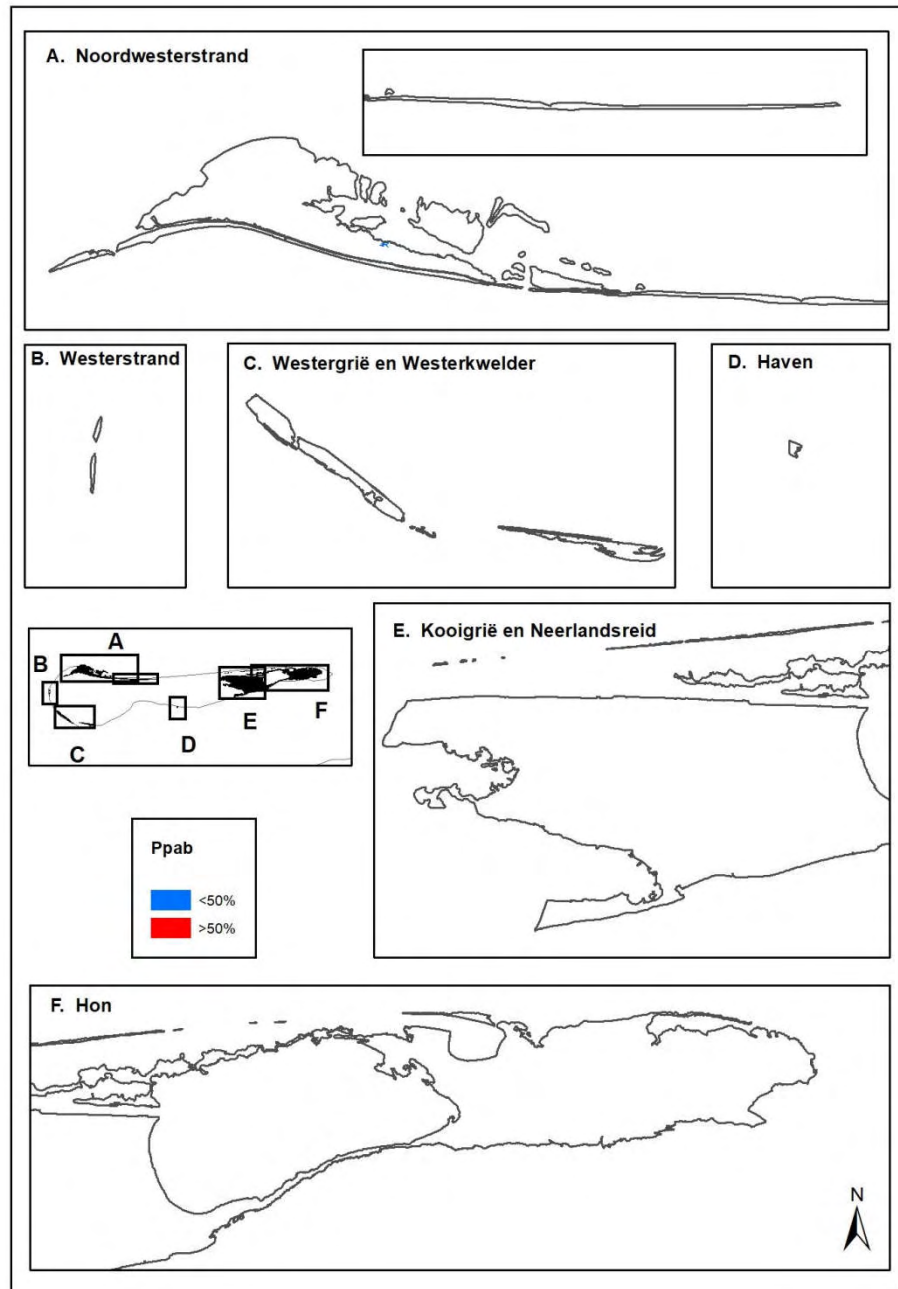 A. Noordwesterstrand
B. Westerstrand
C. Westergrië en Westerkwelder
D. Haven
A
B
C
D
E
F
E. Kooigrië en Neerlandsreid
Ppab
<50%
>50%
F. Hon
N